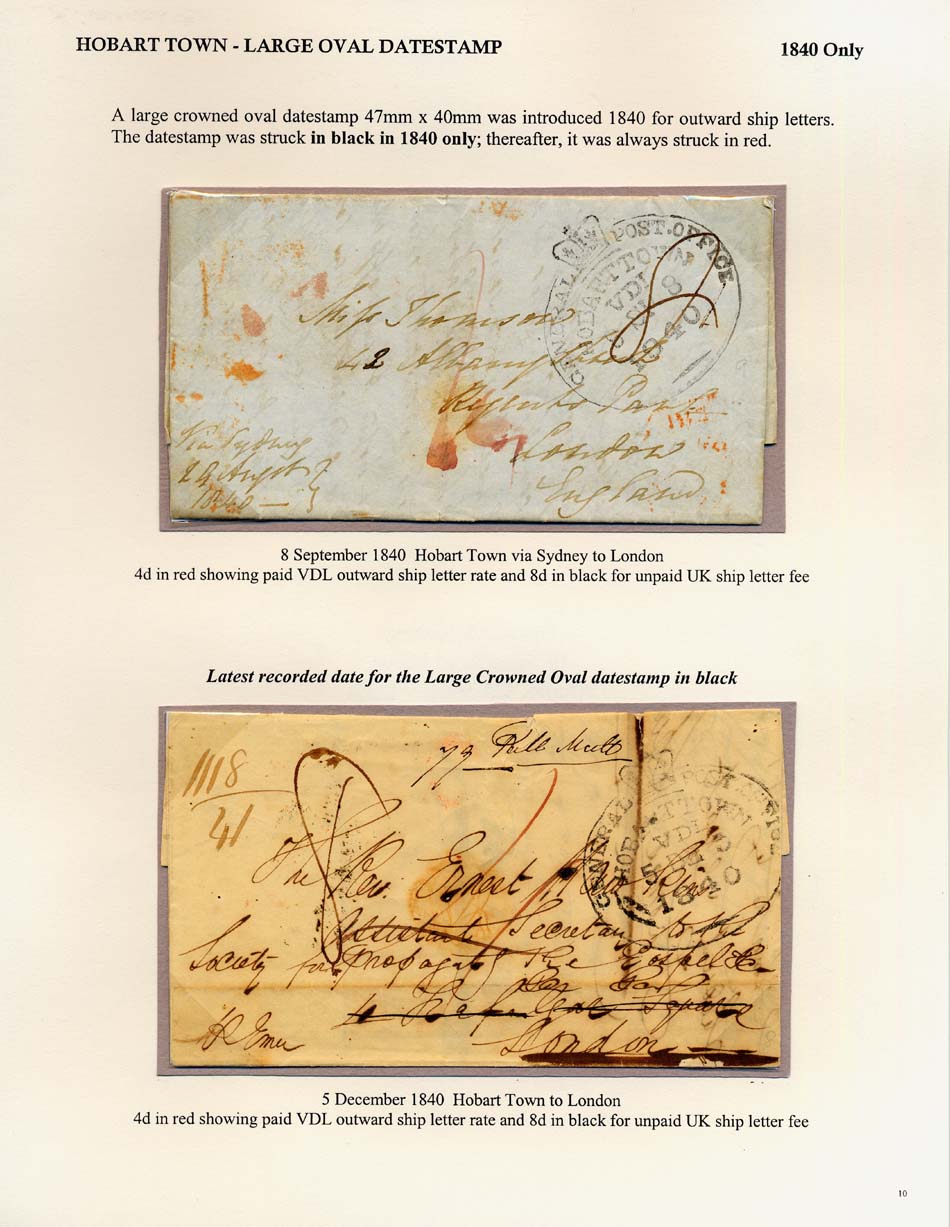 HOBART TOWN - LARGE OVAL DATESTAMP
1840 Only
A large crowned oval datestamp 47mm x 40mm was introduced 1840 for outward ship letters.
The datestamp was struck in black in 1840 only; thereafter, it was always struck in red.
GENERAL POST.OFFICE
HOBART TOWN
VDL
SE 8
1840
8
Miss Thomson
42 Albany Street
Regents Park
London
England
Via Sydney
29 Augst
1840
4
8 September 1840 Hobart Town via Sydney to London
4d in red showing paid VDL outward ship letter rate and 8d in black for unpaid UK ship letter fee
Latest recorded date for the Large Crowned Oval datestamp in black
79 Pall Mall
1118
41
8
GENERAL POST.OFFICE
HOBART TOWN
VDL
5 DE
1840
The Rev. Ernest
Assistant Secretary to the
Society for Propagatg The Gospel &c
London
5 December 1840 Hobart Town to London
4d in red showing paid VDL outward ship letter rate and 8d in black for unpaid UK ship letter fee
10